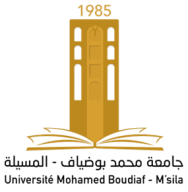 1985
جامعة محمد بوضياف - المسيلة
Université Mohamed Boudiaf - M'sila